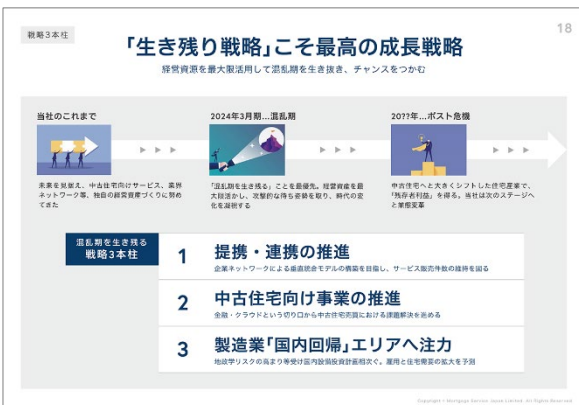 戦略3本柱
18
「生き残り戦略」こそ最高の成長戦略
経営資源を最大限活用して混乱期を生き抜き、チャンスをつかむ
当社のこれまで
2024年3月期…混乱期
20??年…ポスト危機
未来を見据え、中古住宅向けサービス、業界
ネットワーク等、独自の経営資産づくりに努め
てきた
「混乱期を生き残る」ことを最優先。経営資産を最
大限活かし、攻撃的な待ち姿勢を取り、時代の変
化を凝視する
中古住宅へと大きくシフトした住宅産業で、
「残存者利益」を得る。当社は次のステージへ
と業態変革
混乱期を生き残る
戦略3本柱
1 提携・連携の推進
企業ネットワークによる垂直統合モデルの構築を目指し、サービス販売件数の維持を図る
2 中古住宅向け事業の推進
金融・クラウドという切り口から中古住宅売買における課題解決を進める
3 製造業「国内回帰」エリアへ注力
地政学リスクの高まり等受け国内設備投資計画相次ぐ。雇用と住宅需要の拡大を予測
Copyright © Mortgage Service Japan Limited. All Rights Reserved.